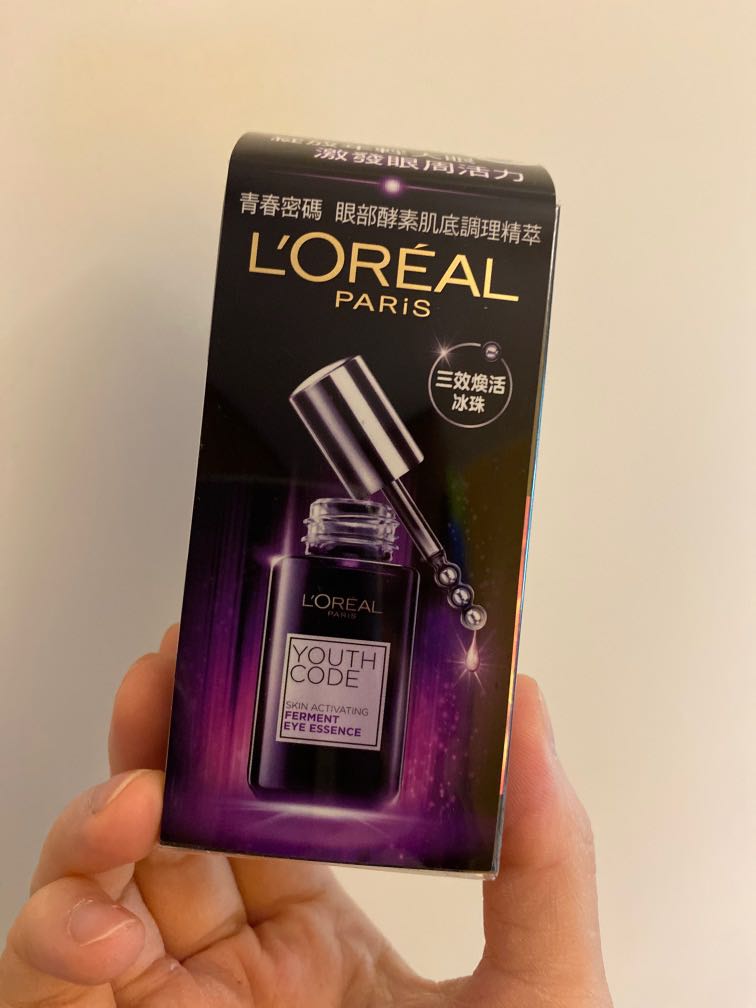 激發眼周活力
青春密碼 眼部酵素肌底調理精萃
L'ORÉAL
PARiS
三效煥活
冰珠
L'ORÉAL
PARIS
YOUTH
CODE
SKIN ACTIVATING
FERMENT
EYE ESSENCE